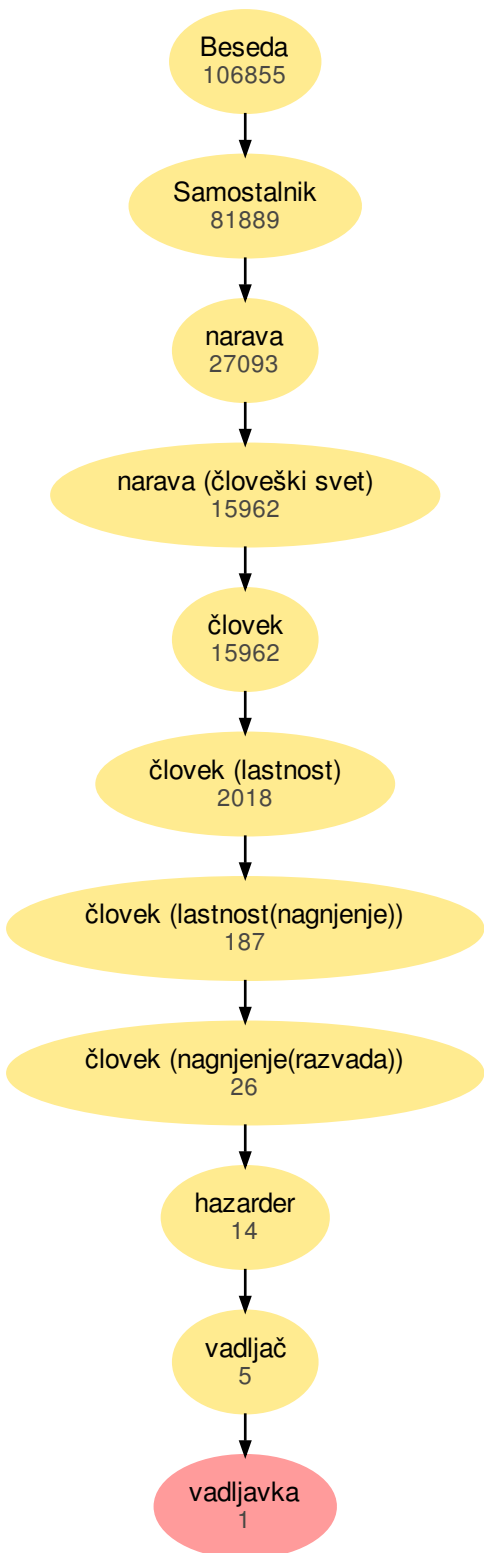 Beseda
106855
Samostalnik
81889
narava
27093
narava (človeški svet)
15962
človek
15962
človek (lastnost)
2018
človek (lastnost(nagnjenje))
187
človek (nagnjenje(razvada))
26
hazarder
14
vadljač
5
vadljavka
1